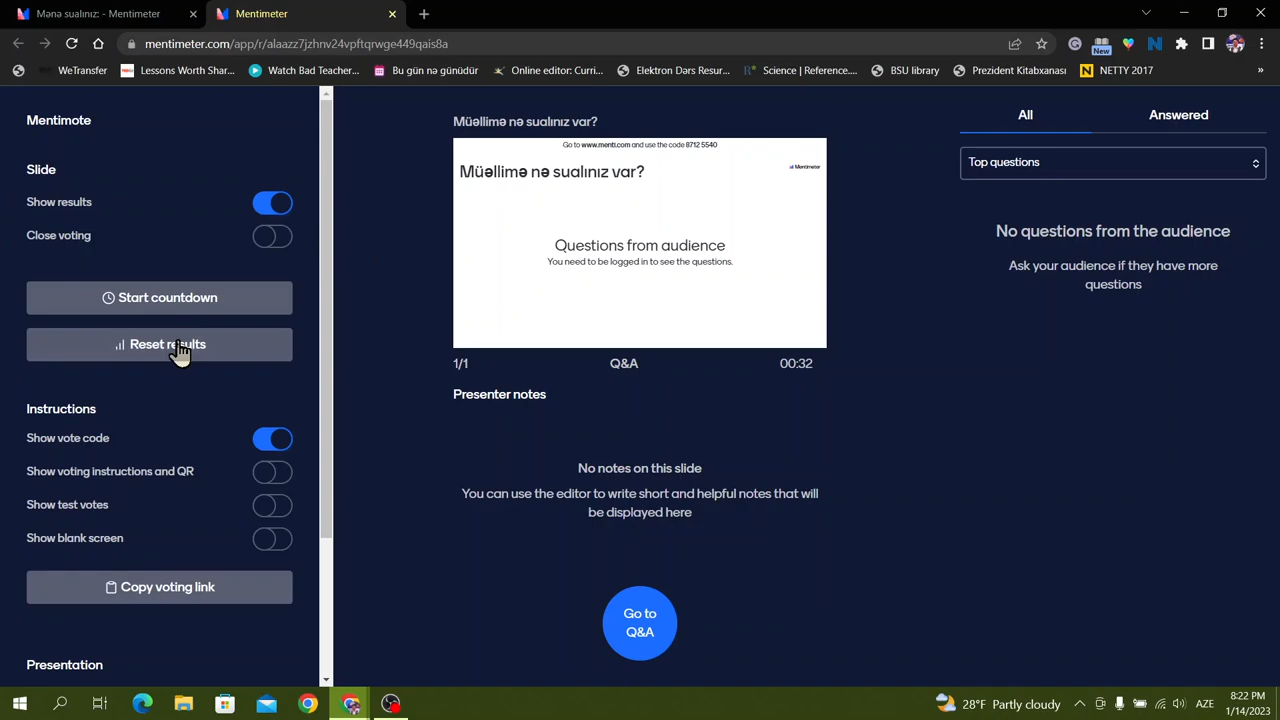 Mənə suallar - Mentimeter
Mentimeter - Mentimeter
mentimeter.com/app/r/alaazz7jzhnv24vpftqrwge449qais8a
New
WeTransfer
Lessons Worth Shar...
Watch Bad Teacher...
Bu gün nə günüdür
Online editor: Curri...
Elektron Dərs Resur...
Science | Reference....
BSU library
Prezident Kitabxanası
NETTY 2017
»
Mentimote
Slide
Show results
Close voting
Start countdown
Reset results
Instructions
Show vote code
Show voting instructions and QR
Show test votes
Show blank screen
Copy voting link
Presentation
Müəllimə nə sualınız var?
Go to www.menti.com and use the code 8712 5540
Müəllimə nə sualınız var?
Mentimeter
Questions from audience
You need to be logged in to see the questions.
1/1 Q&A 00:32
Presenter notes
No notes on this slide
You can use the editor to write short and helpful notes that will
be displayed here
Go to
Q&A
All Answered
Top questions
No questions from the audience
Ask your audience if they have more
questions
28°F Partly cloudy
AZE
8:22 PM
1/14/2023